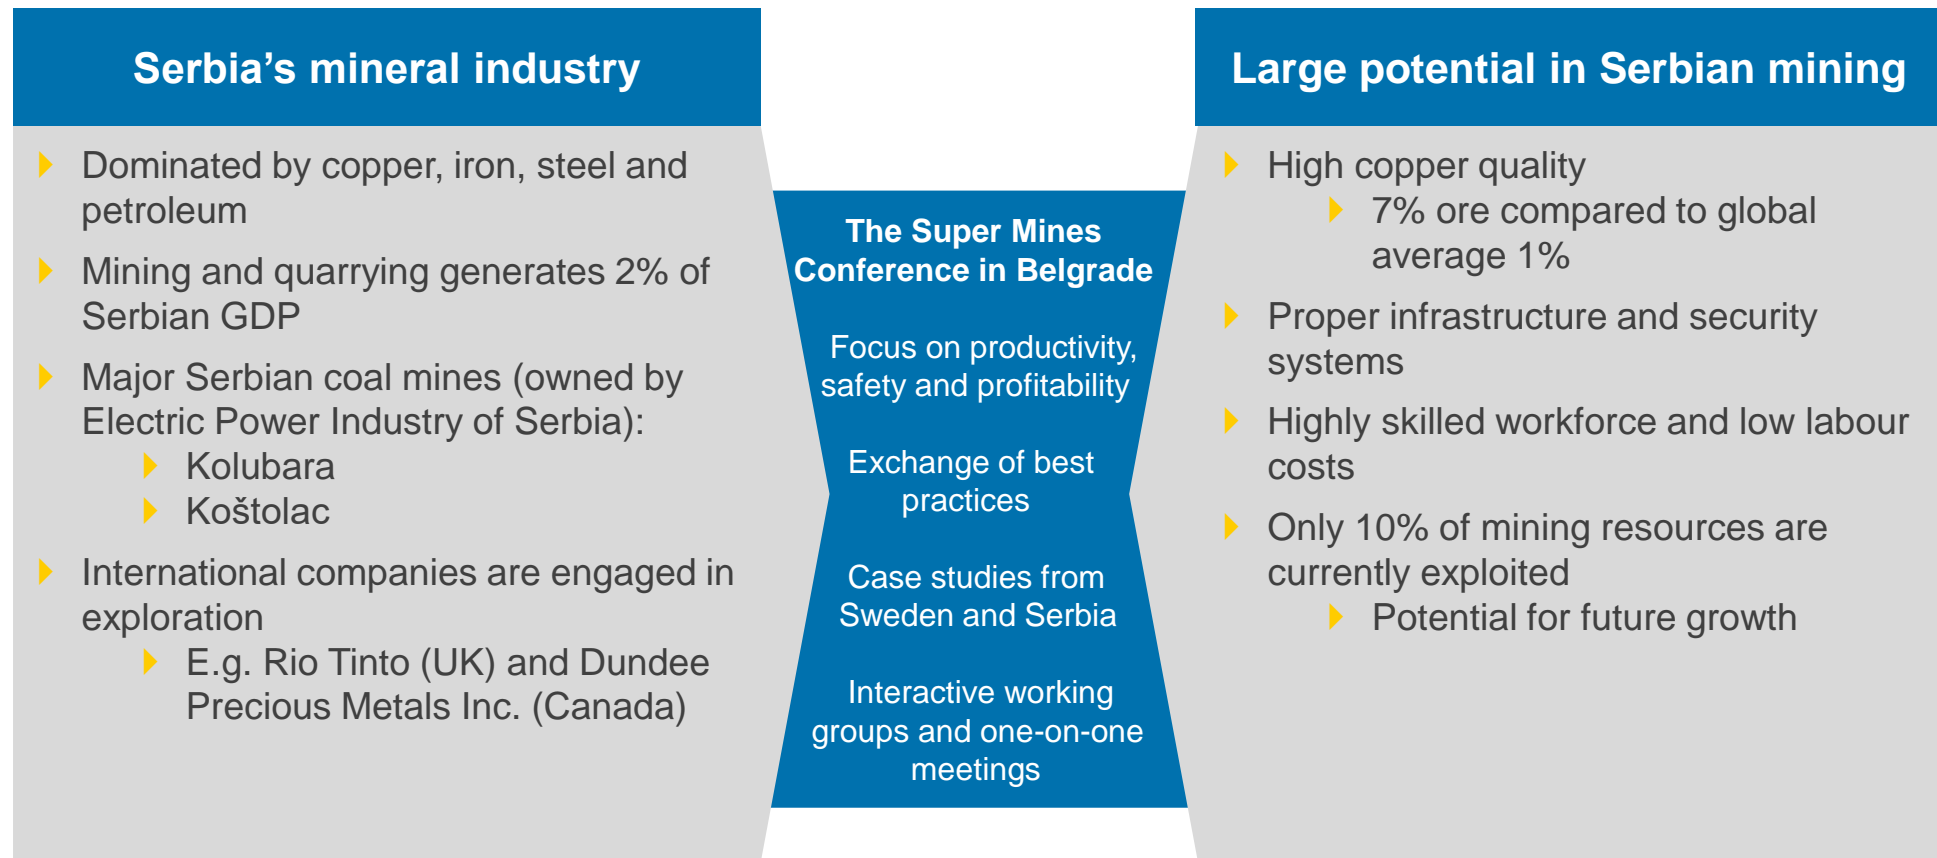 Serbia’s mineral industry
Dominated by copper, iron, steel and
petroleum
Mining and quarrying generates 2% of
Serbian GDP
Major Serbian coal mines (owned by
Electric Power Industry of Serbia):
Kolubara
Koštolac
International companies are engaged in
exploration
E.g. Rio Tinto (UK) and Dundee
Precious Metals Inc. (Canada)
The Super Mines
Conference in Belgrade
Focus on productivity,
safety and profitability
Exchange of best
practices
Case studies from
Sweden and Serbia
Interactive working
groups and one-on-one
meetings
Large potential in Serbian mining
High copper quality
7% ore compared to global
average 1%
Proper infrastructure and security
systems
Highly skilled workforce and low labour
costs
Only 10% of mining resources are
currently exploited
Potential for future growth